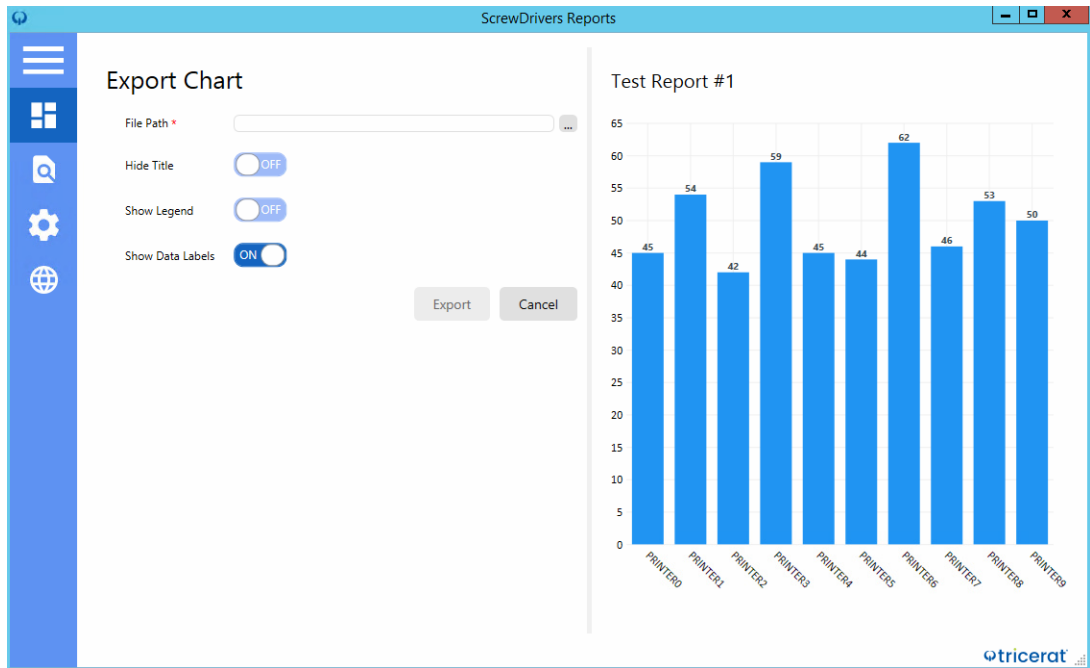 ScrewDrivers Reports
X
Export Chart
File Path *
...
Hide Title
OFF
Show Legend
OFF
Show Data Labels
ON
Export
Cancel
Test Report #1
65
60
55
50
45
40
35
30
25
20
15
10
5
0
45
54
42
59
45
44
62
46
53
50
PRINTER0
PRINTER1
PRINTER2
PRINTER3
PRINTER4
PRINTER5
PRINTER6
PRINTER7
PRINTER8
PRINTER9
tricerat